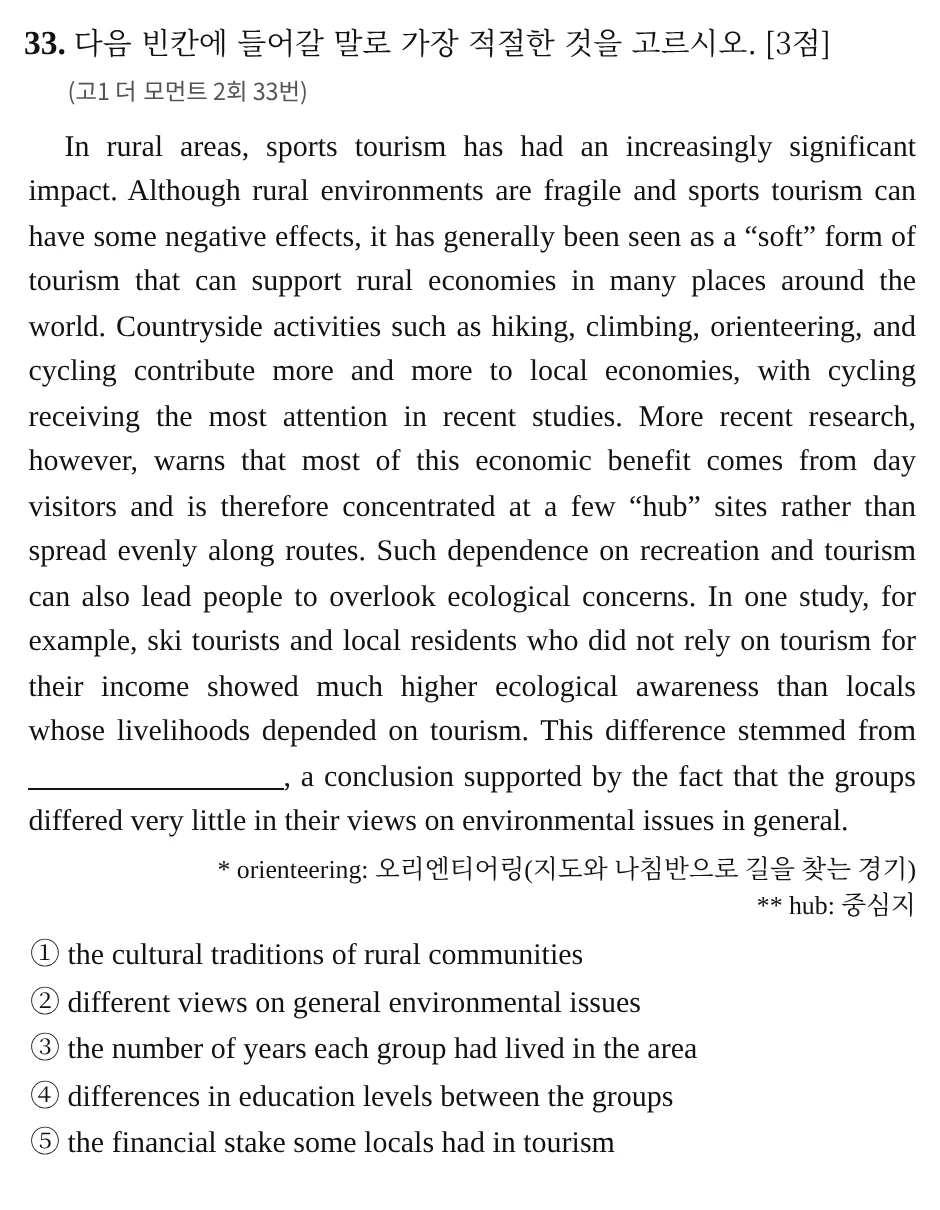 33. 다음 빈칸에 들어갈 말로 가장 적절한 것을 고르시오. [3점]
(고1 더 모먼트 2회 33번)
In rural areas, sports tourism has had an increasingly significant
impact. Although rural environments are fragile and sports tourism can
have some negative effects, it has generally been seen as a “soft” form of
tourism that can support rural economies in many places around the
world. Countryside activities such as hiking, climbing, orienteering, and
cycling contribute more and more to local economies, with cycling
receiving the most attention in recent studies. More recent research,
however, warns that most of this economic benefit comes from day
visitors and is therefore concentrated at a few “hub” sites rather than
spread evenly along routes. Such dependence on recreation and tourism
can also lead people to overlook ecological concerns. In one study, for
example, ski tourists and local residents who did not rely on tourism for
their income showed much higher ecological awareness than locals
whose livelihoods depended on tourism. This difference stemmed from
_________________, a conclusion supported by the fact that the groups
differed very little in their views on environmental issues in general.
* orienteering: 오리엔티어링(지도와 나침반으로 길을 찾는 경기)
** hub: 중심지
① the cultural traditions of rural communities
② different views on general environmental issues
③ the number of years each group had lived in the area
④ differences in education levels between the groups
⑤ the financial stake some locals had in tourism